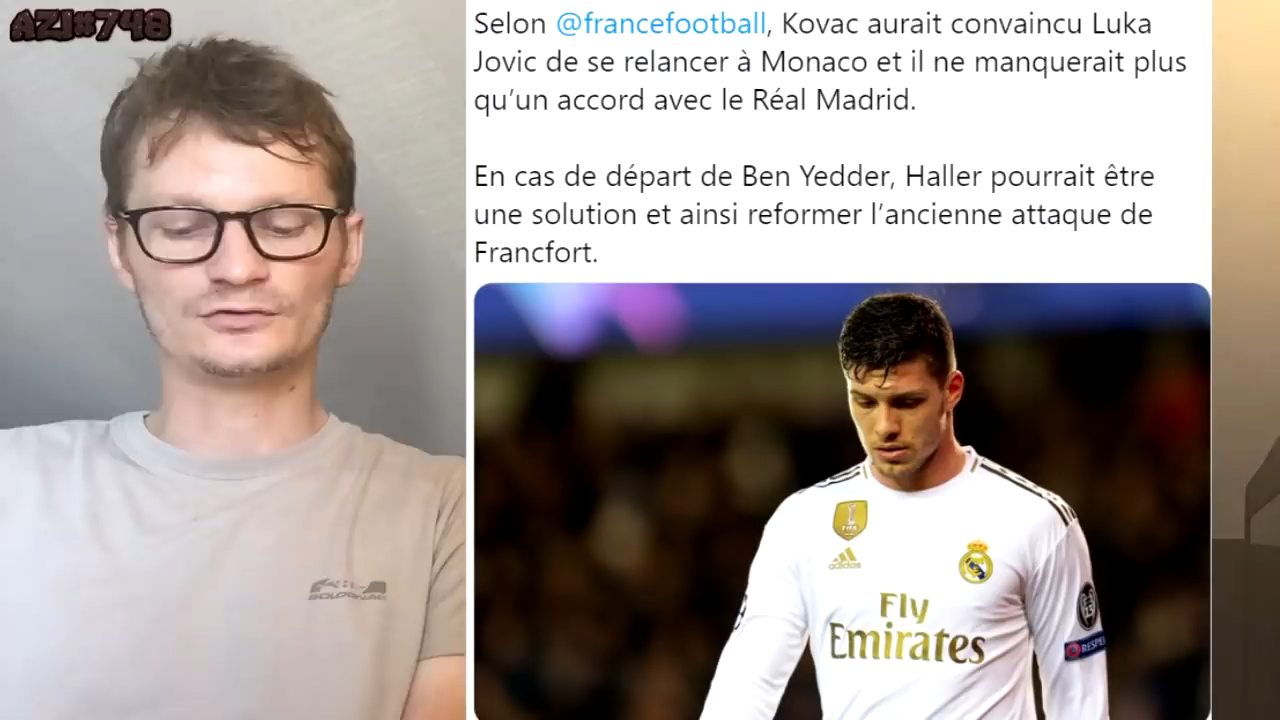 AZI#748
Selon @francefootball, Kovac aurait convaincu Luka
Jovic de se relancer à Monaco et il ne manquerait plus
qu’un accord avec le Réal Madrid.
En cas de départ de Ben Yedder, Haller pourrait être
une solution et ainsi reformer l’ancienne attaque de
Francfort.
adidas
Fly
Emirates
RESPE